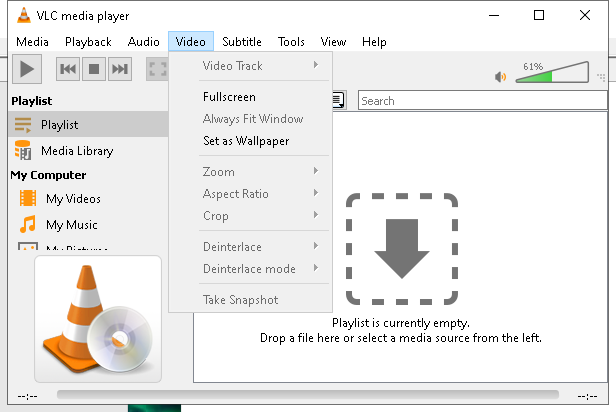 VLC media player
Media Playback Audio Video Subtitle Tools View Help
Video Track
Fullscreen
Always Fit Window
Set as Wallpaper
Zoom
Aspect Ratio
Crop
Deinterlace
Deinterlace mode
Take Snapshot
61%
Search
Playlist
Playlist
Media Library
My Computer
My Videos
My Music
My Pictures
Playlist is currently empty.
Drop a file here or select a media source from the left.
--:-- --:--